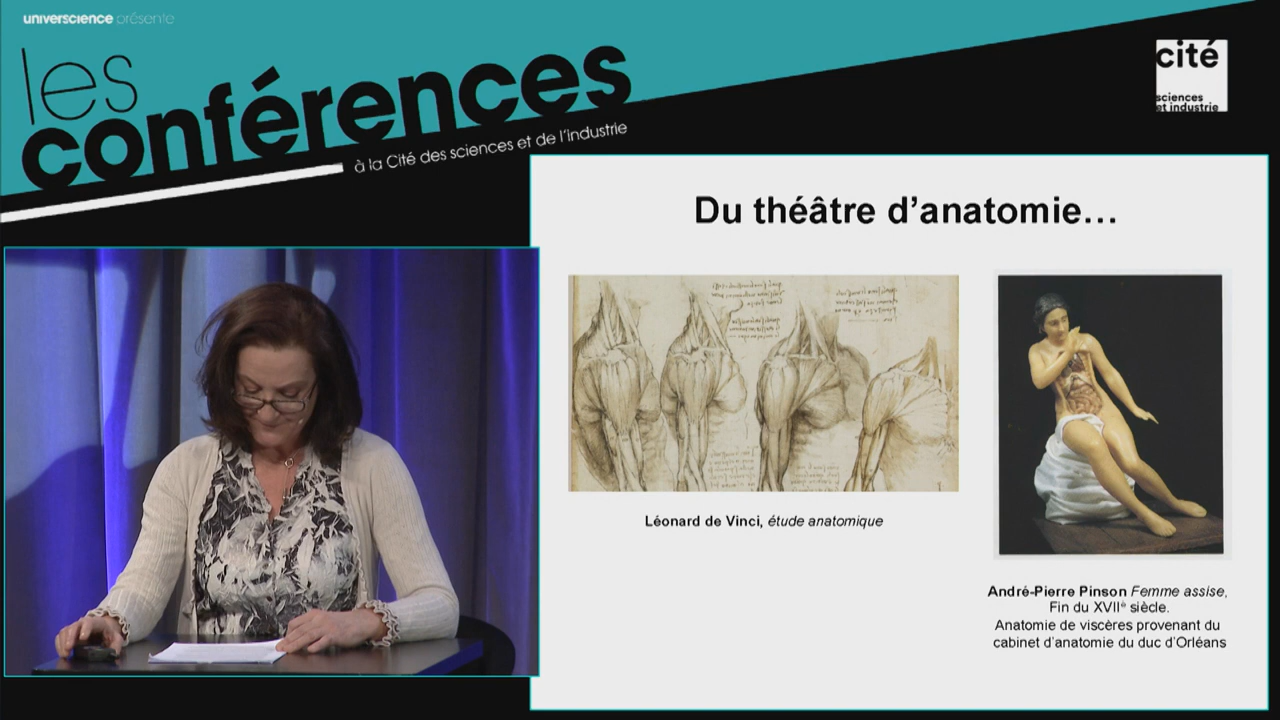 universcience présente
les
conférences
à la Cité des sciences et de l'industrie
cité
sciences
et industrie
Du théâtre d'anatomie…
Léonard de Vinci, étude anatomique
André-Pierre Pinson Femme assise,
Fin du XVIIᵉ siècle.
Anatomie de viscères provenant du
cabinet d'anatomie du duc d'Orléans